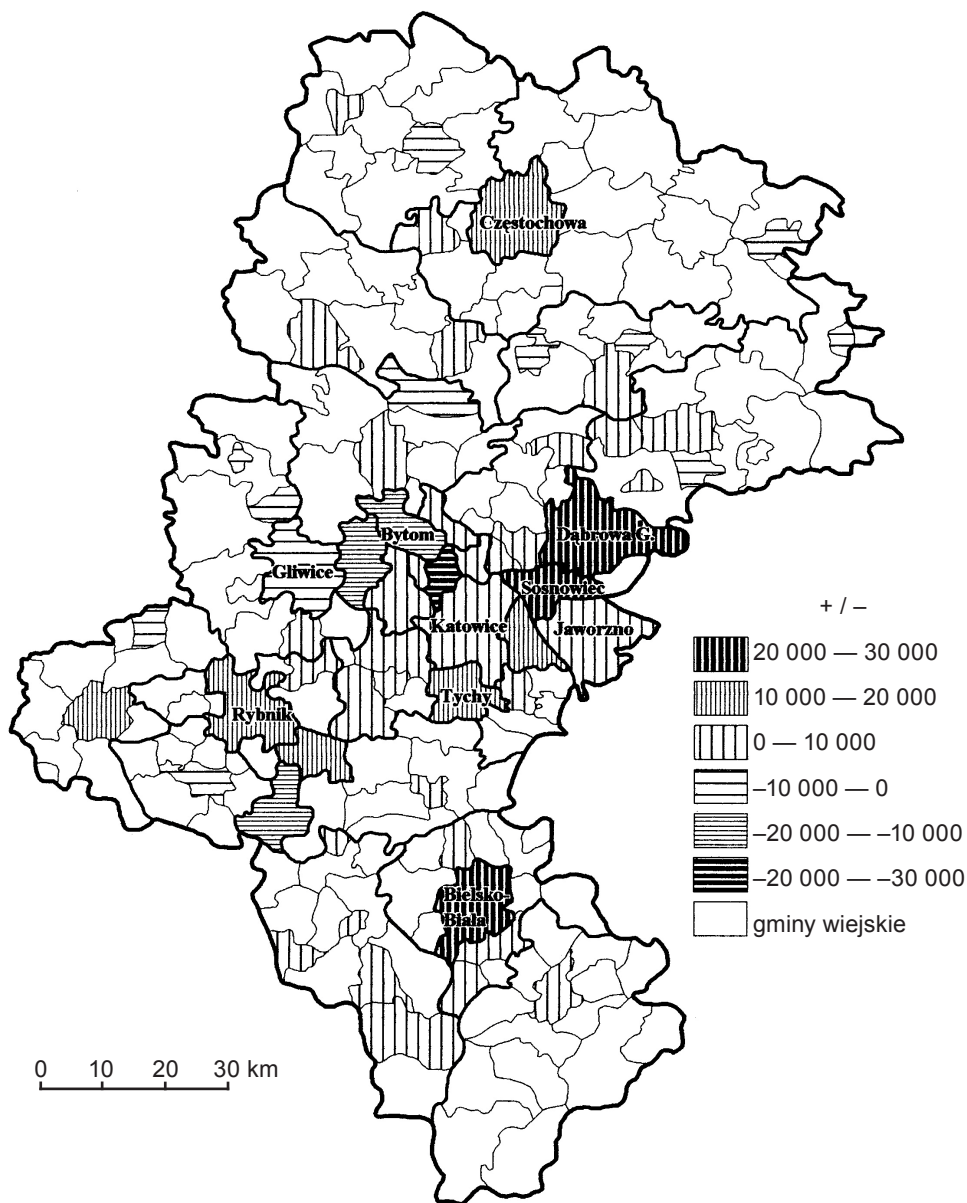 Częstochowa
Bytom
Dąbrowa G.
Gliwice
Sosnowiec
Katowice
Jaworzno
Tychy
Rybnik
Bielsko-
Biała
+ / –
20 000 — 30 000
10 000 — 20 000
0 — 10 000
–10 000 — 0
–20 000 — –10 000
–20 000 — –30 000
gminy wiejskie
0 10 20 30 km